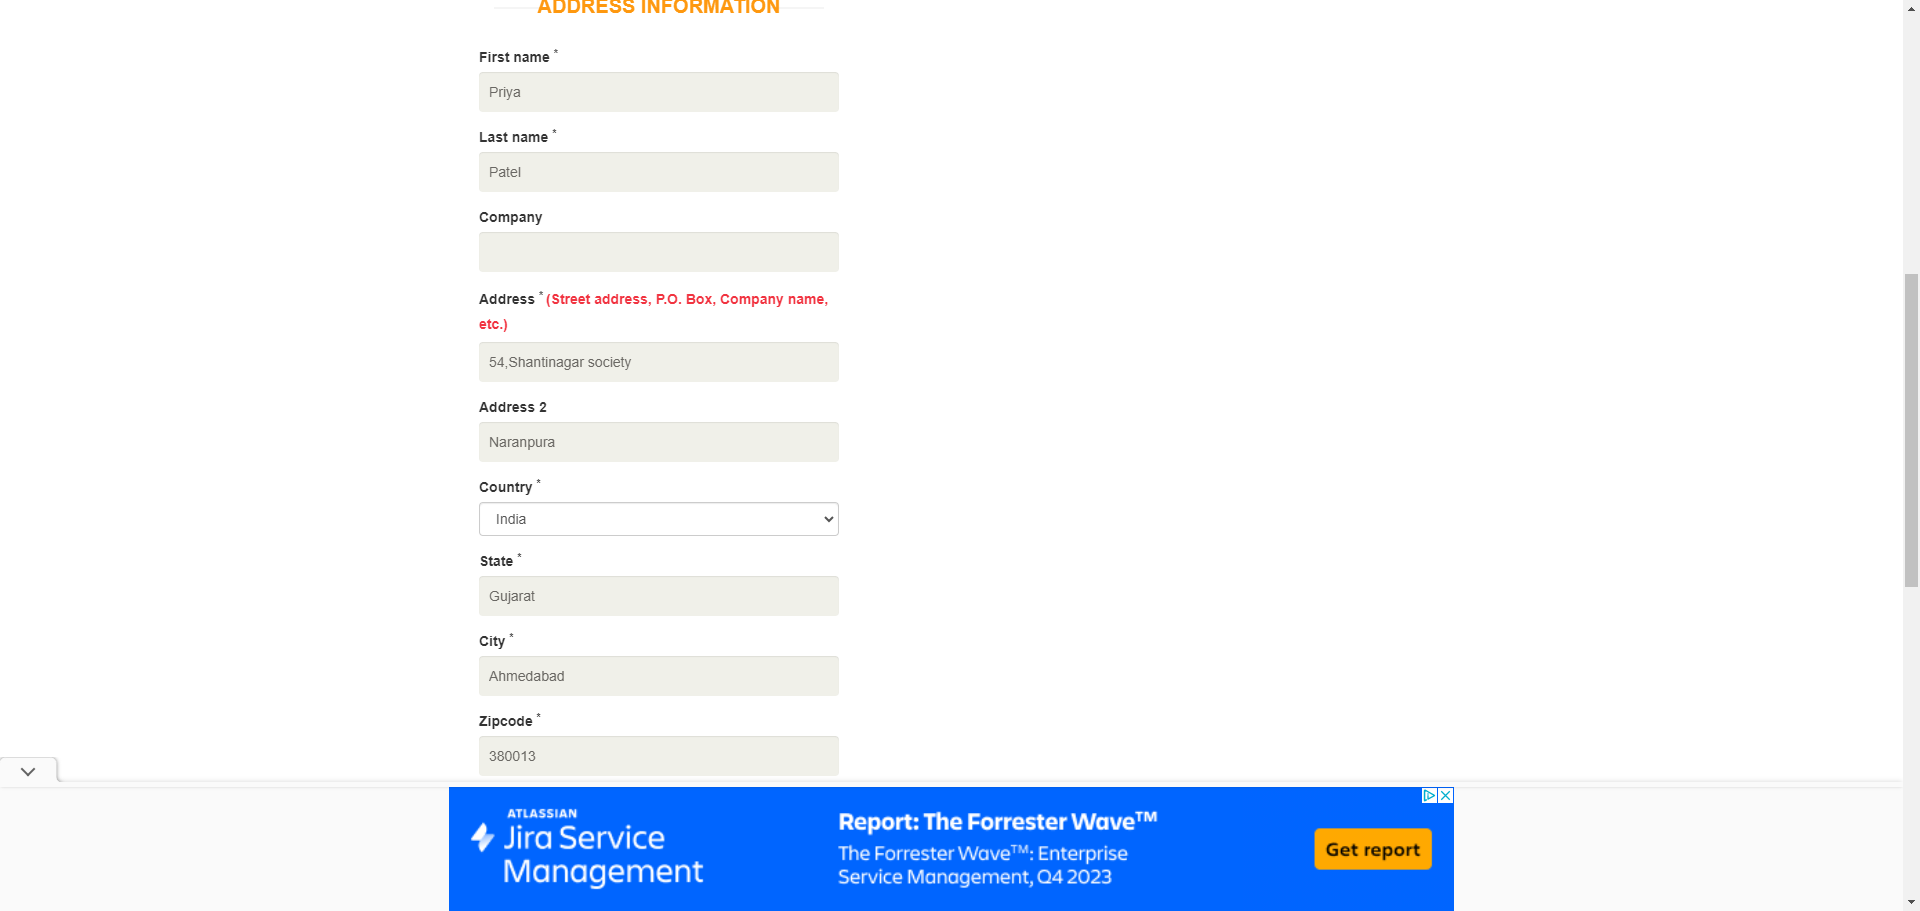 ADDRESS INFORMATION
First name *
Priya
Last name *
Patel
Company
Address * (Street address, P.O. Box, Company name,
etc.)
54,Shantinagar society
Address 2
Naranpura
Country *
India
State *
Gujarat
City *
Ahmedabad
Zipcode *
380013
ATLASSIAN
Jira Service
Management
Report: The Forrester Wave™
The Forrester Wave™: Enterprise
Service Management, Q4 2023
Get report